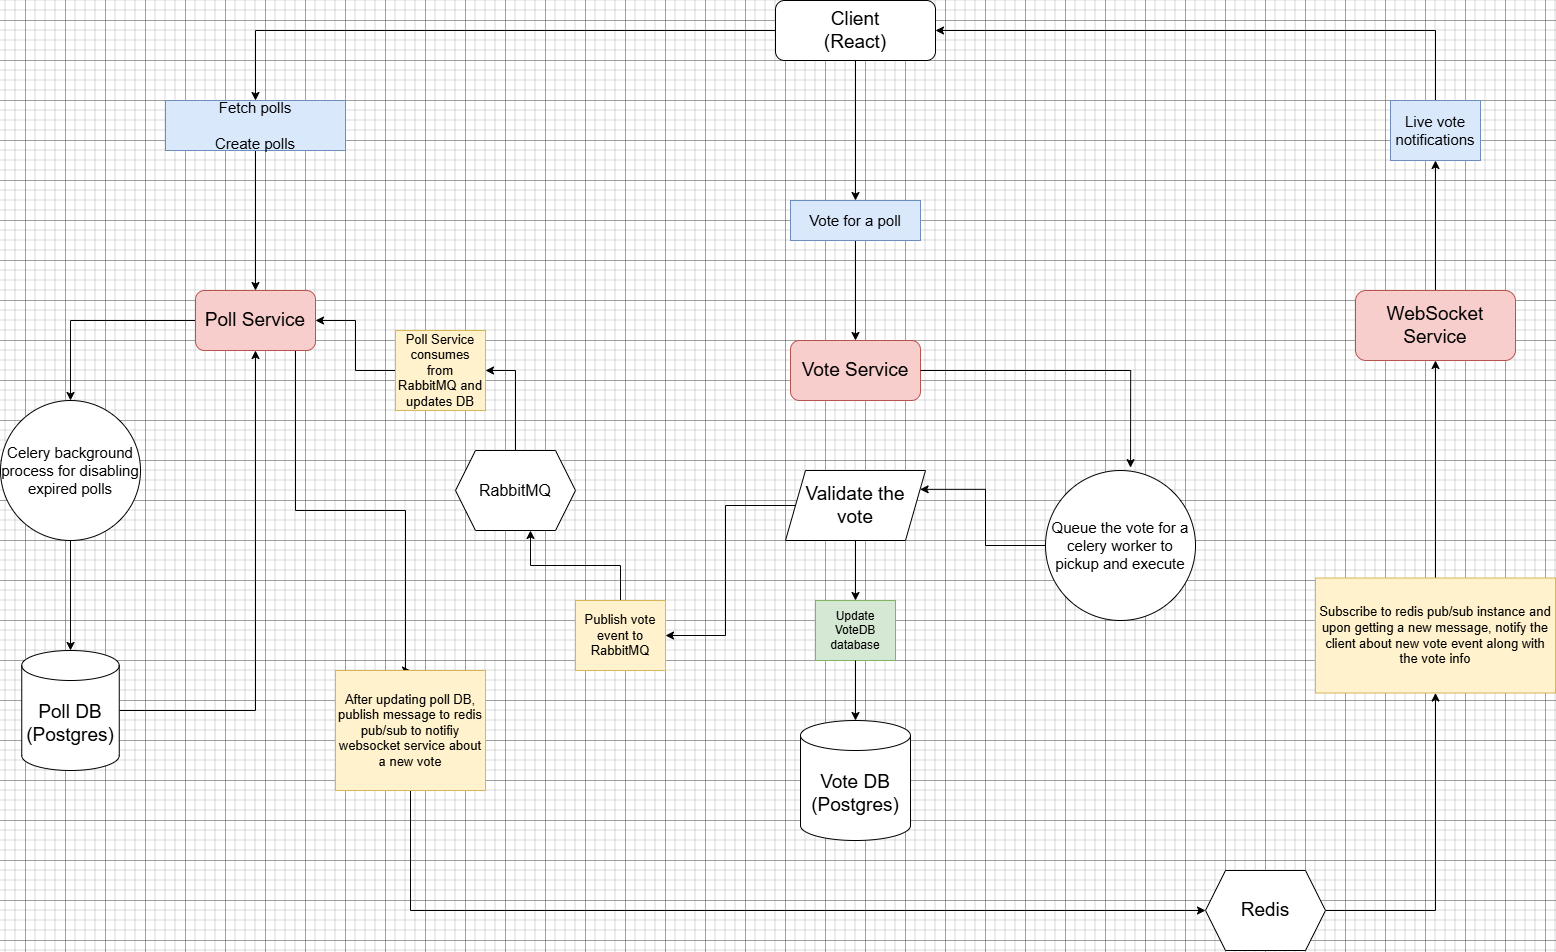 Client
(React)
Fetch polls
Create polls
Live vote
notifications
Vote for a poll
Poll Service
WebSocket
Service
Poll Service
consumes
from
RabbitMQ and
updates DB
Vote Service
Celery background
process for disabling
expired polls
RabbitMQ
Validate the
vote
Queue the vote for a
celery worker to
pickup and execute
Publish vote
event to
RabbitMQ
Update
VoteDB
database
Subscribe to redis pub/sub instance and
upon getting a new message, notify the
client about new vote event along with
the vote info
Poll DB
(Postgres)
After updating poll DB,
publish message to redis
pub/sub to notifiy
websocket service about
a new vote
Vote DB
(Postgres)
Redis